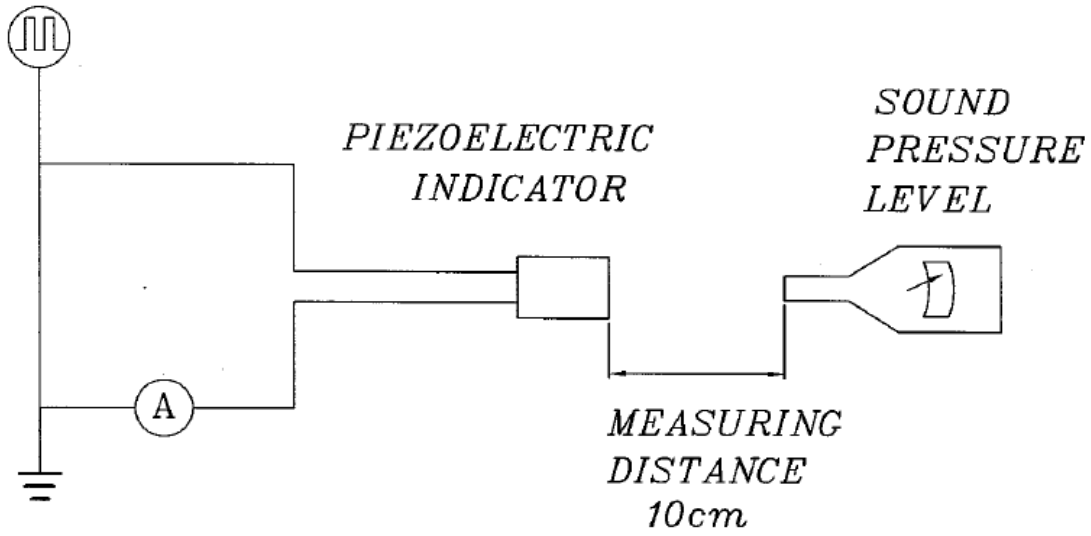 PIEZOELECTRIC
INDICATOR
SOUND
PRESSURE
LEVEL
A
MEASURING
DISTANCE
10cm